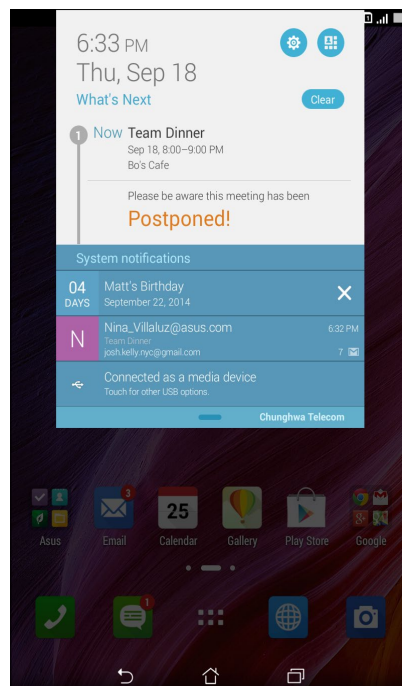 6:33 PM
Thu, Sep 18
What's Next
Clear
1
Now Team Dinner
Sep 18, 8:00–9:00 PM
Bo's Cafe
Please be aware this meeting has been
Postponed!
System notifications
04 Matt's Birthday
DAYS September 22, 2014
N
Nina_Villaluz@asus.com 6:32 PM
Team Dinner
josh.kelly.nyc@gmail.com 7
Connected as a media device
Touch for other USB options.
Chunghwa Telecom
3
25
Asus Email Calendar Gallery Play Store Google
1